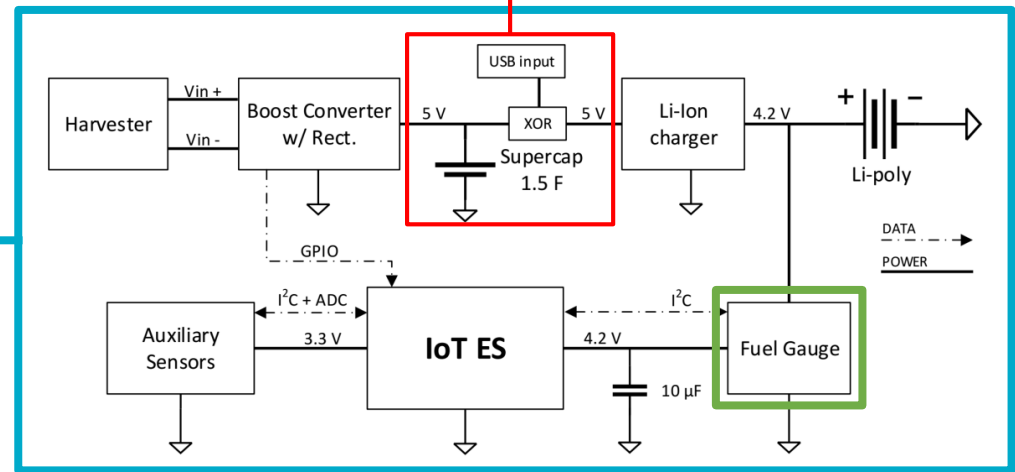 USB input
Harvester
Vin +
Vin -
Boost Converter
w/ Rect.
5 V
XOR
5 V
Supercap
1.5 F
Li-Ion
charger
4.2 V
+
−
Li-poly
DATA
POWER
GPIO
I²C + ADC
Auxiliary
Sensors
3.3 V
IoT ES
I²C
4.2 V
10 µF
Fuel Gauge